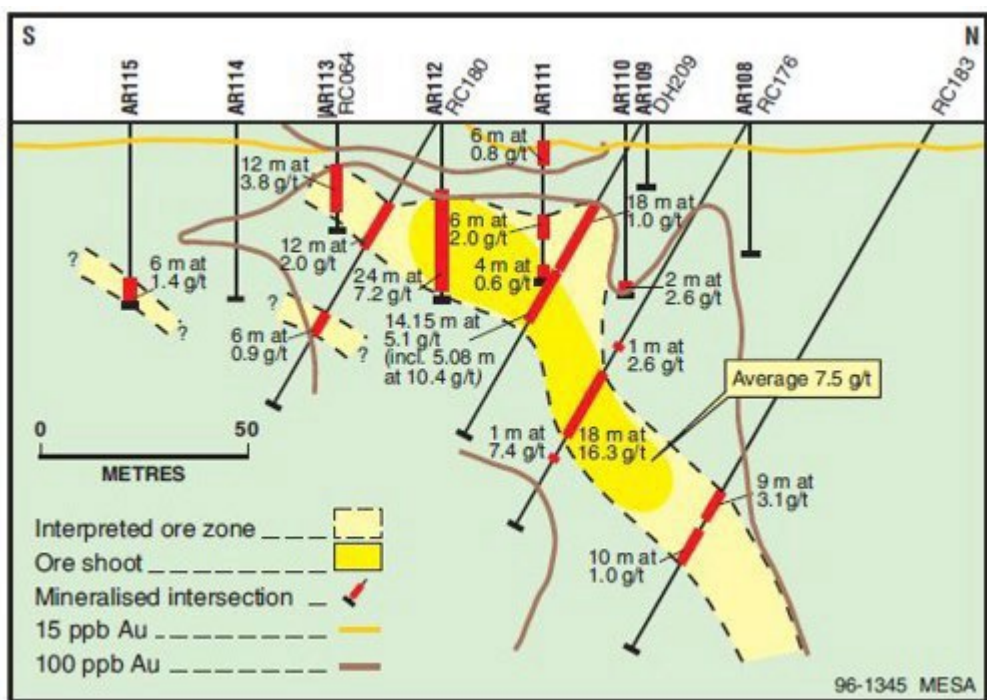 S
N
AR115
AR114
AR113
RC064
AR112
RC180
AR111
AR110
AR109
DH209
AR108
RC176
RC183
6 m at
0.8 g/t
12 m at
3.8 g/t
18 m at
1.0 g/t
6 m at
2.0 g/t
12 m at
2.0 g/t
4 m at
0.6 g/t
24 m at
7.2 g/t
2 m at
2.6 g/t
?
6 m at
1.4 g/t
?
?
6 m at
0.9 g/t
?
14.15 m at
5.1 g/t
(incl. 5.08 m
at 10.4 g/t)
1 m at
2.6 g/t
Average 7.5 g/t
0 50
METRES
1 m at
7.4 g/t
18 m at
16.3 g/t
9 m at
3.1 g/t
10 m at
1.0 g/t
Interpreted ore zone
Ore shoot
Mineralised intersection
15 ppb Au
100 ppb Au
96-1345 MESA